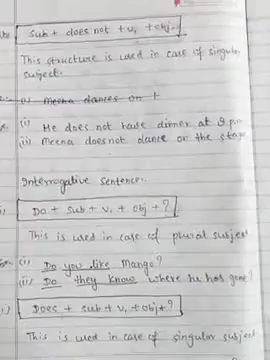 Sub + does not + V₁ + obj.
This structure is used in case of singular
subject.
(i) Meena dances on t
(i) He does not have dinner at 9 p.m
(ii) Meena does not dance on the stage
Interrogative Sentence:-
Do + Sub + V₁ + obj + ?
This is used in case of plural subject
(i) Do you like Mango?
(ii) Do they know where he has gone?
Does + Sub + V₁ + obj + ?
This is used in case of singular subject